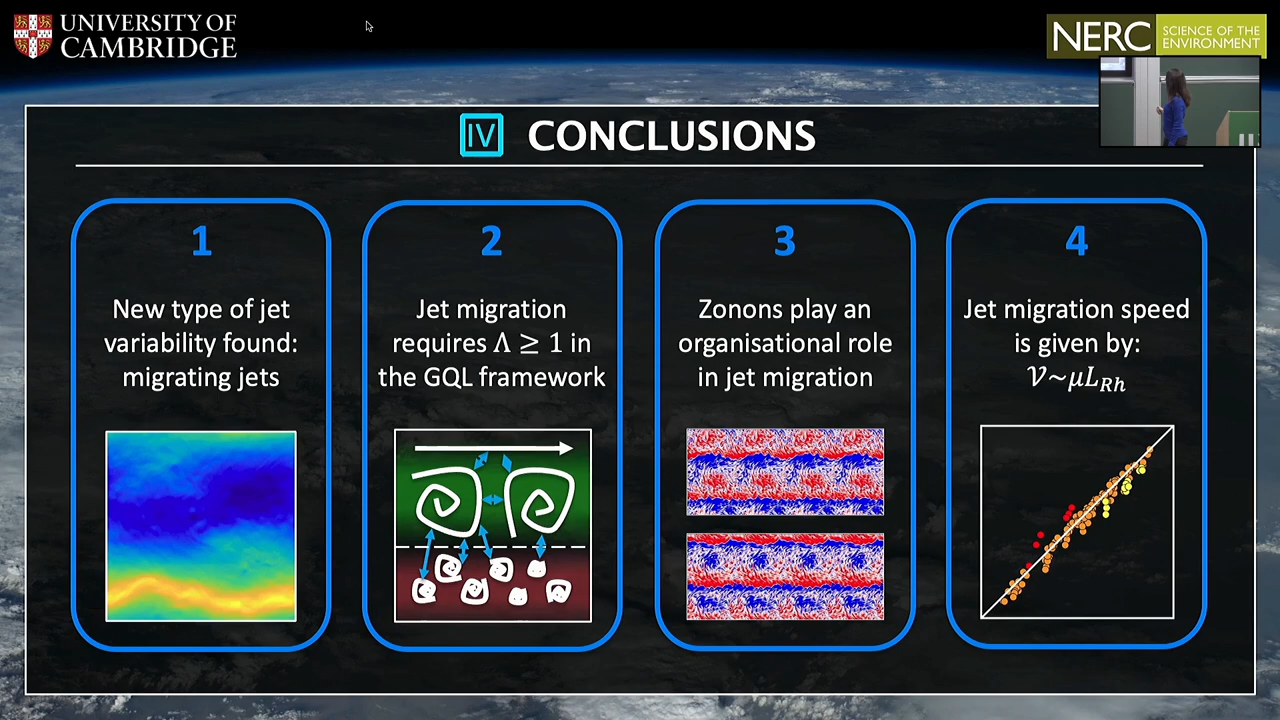 UNIVERSITY OF
CAMBRIDGE
NERC
SCIENCE OF THE
ENVIRONMENT
IV CONCLUSIONS
1
New type of jet
variability found:
migrating jets
2
Jet migration
requires Λ ≥ 1 in
the GQL framework
3
Zonons play an
organisational role
in jet migration
4
Jet migration speed
is given by:
𝒱~μL_{Rh}